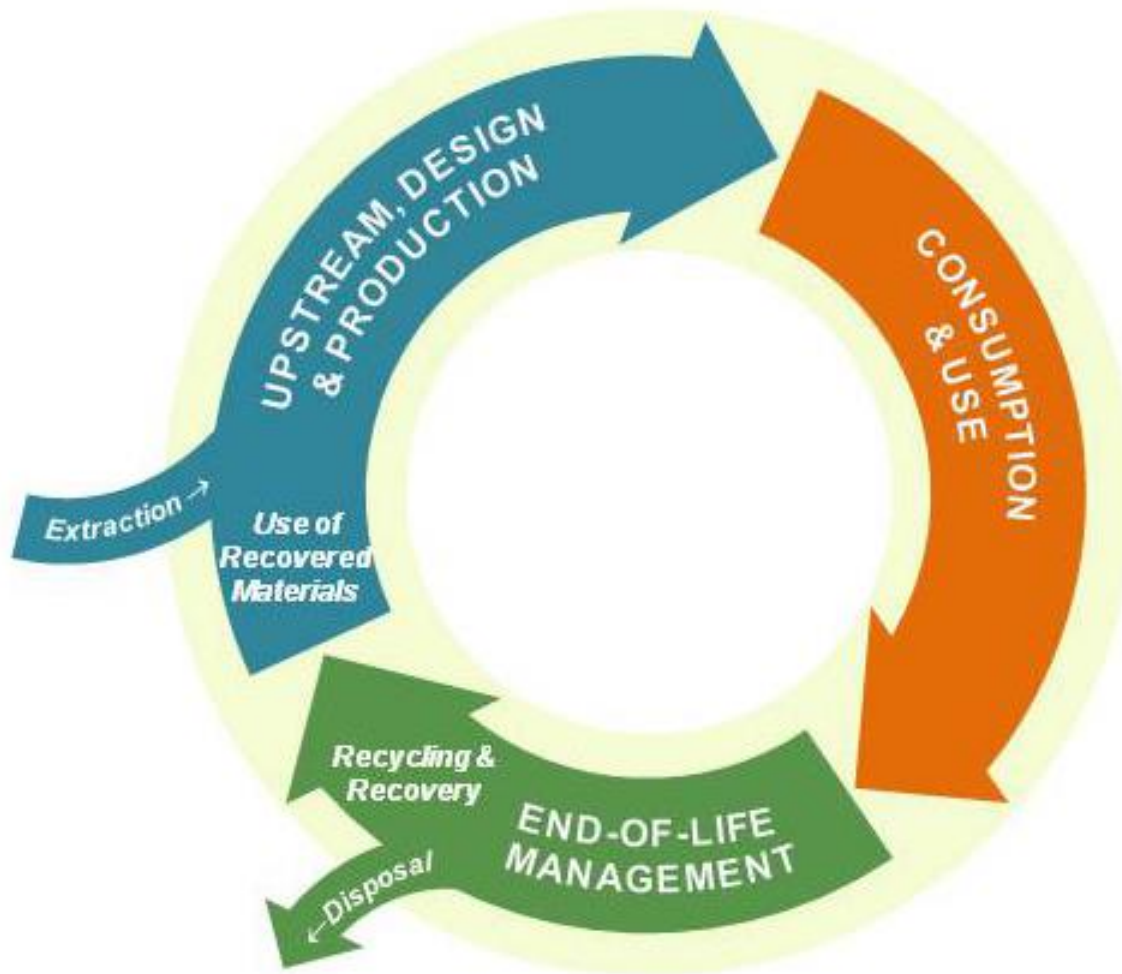 UPSTREAM, DESIGN
& PRODUCTION
CONSUMPTION
& USE
Extraction →
Use of
Recovered
Materials
Recycling &
Recovery
END-OF-LIFE
MANAGEMENT
←Disposal